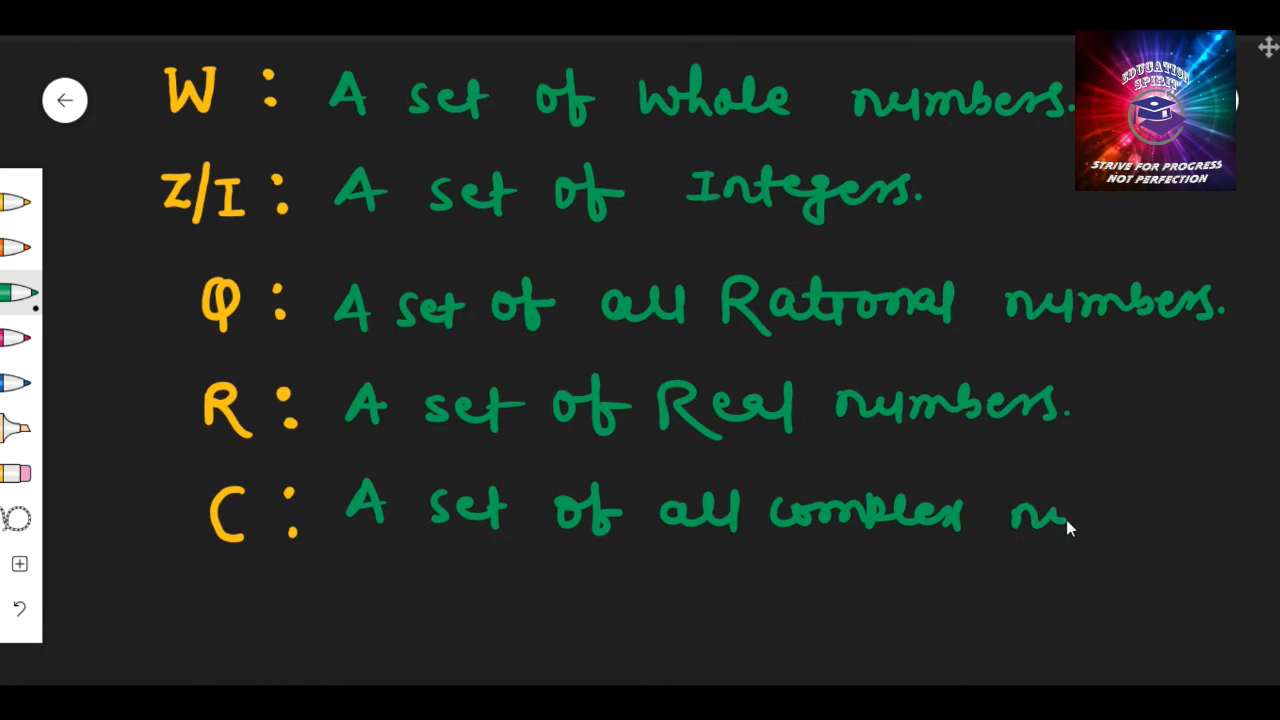 W : A set of whole numbers.
Z/I : A set of Integers.
Q : A set of all Rational numbers.
R : A set of Real numbers.
C : A set of all complex nu
EDUCATION
SPIRIT
STRIVE FOR PROGRESS
NOT PERFECTION